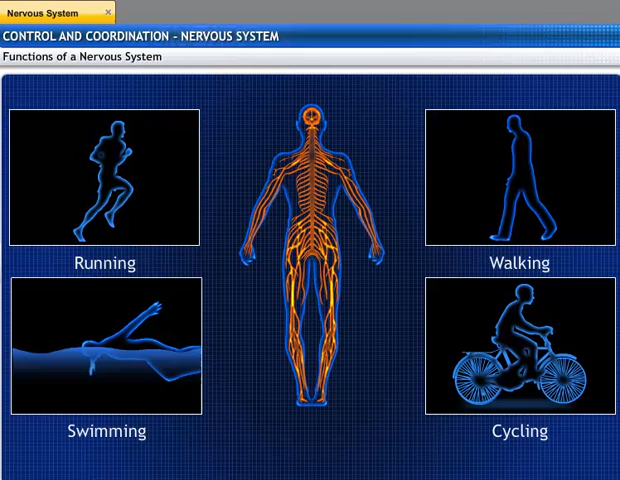 Nervous System
CONTROL AND COORDINATION - NERVOUS SYSTEM
Functions of a Nervous System
Running
Walking
Swimming
Cycling